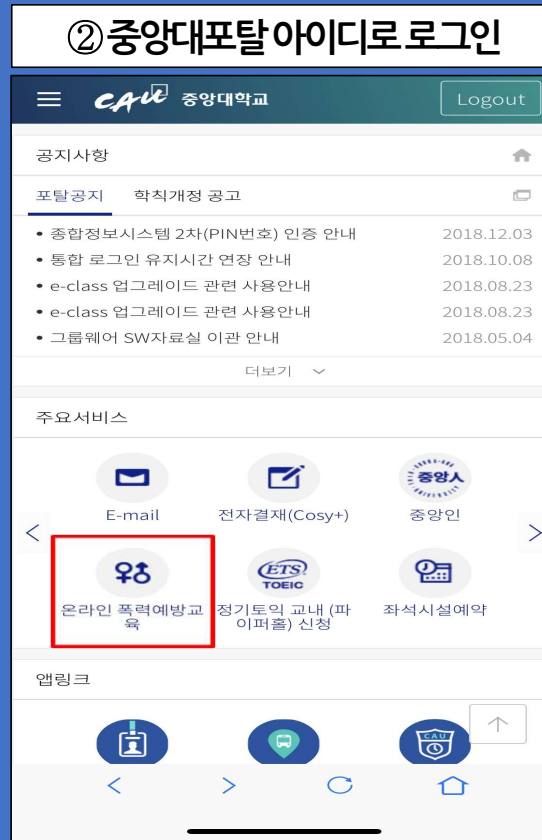 ② 중앙대포탈 아이디로 로그인
CAU 중앙대학교 Logout
공지사항
포탈공지 학칙개정 공고
• 종합정보시스템 2차(PIN번호) 인증 안내 2018.12.03
• 통합 로그인 유지시간 연장 안내 2018.10.08
• e-class 업그레이드 관련 사용안내 2018.08.23
• e-class 업그레이드 관련 사용안내 2018.08.23
• 그룹웨어 SW자료실 이관 안내 2018.05.04
더보기
주요서비스
중앙인
E-mail 전자결재(Cosy+) 중앙인
ETS
TOEIC
온라인 폭력예방교 정기토익 교내 (파 좌석시설예약
육 이퍼홀) 신청
앱링크
CAU